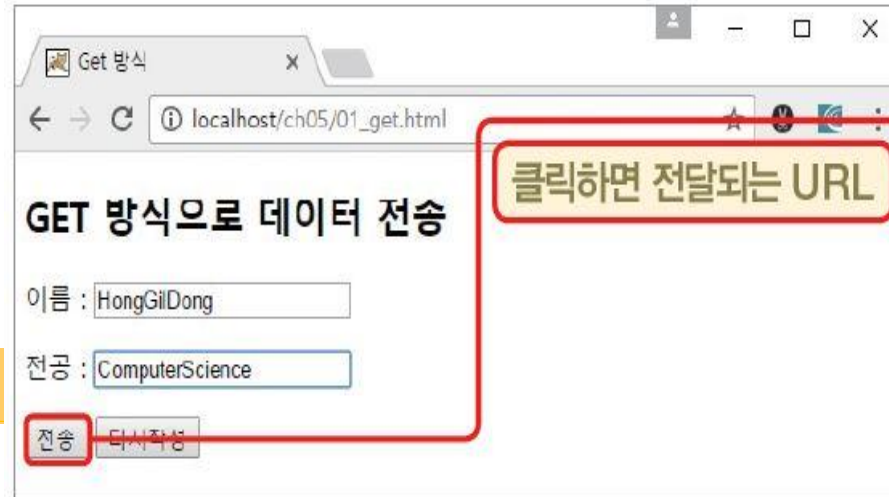 Get 방식
localhost/ch05/01_get.html
클릭하면 전달되는 URL
GET 방식으로 데이터 전송
이름 : HongGilDong
전공 : ComputerScience
전송 다시작성